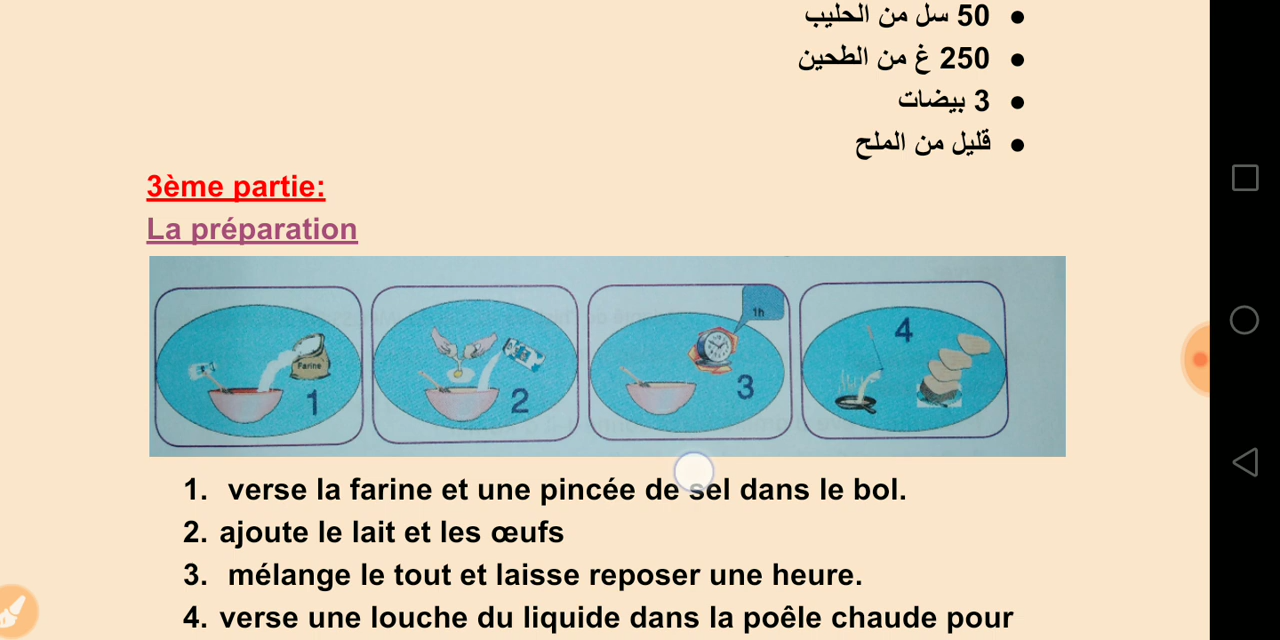 ● 50 سل من الحليب
● 250 غ من الطحين
● 3 بيضات
● قليل من الملح
3ème partie:
La préparation
Farine
1
2
1h
3
4
1. verse la farine et une pincée de sel dans le bol.
2. ajoute le lait et les œufs
3. mélange le tout et laisse reposer une heure.
4. verse une louche du liquide dans la poêle chaude pour